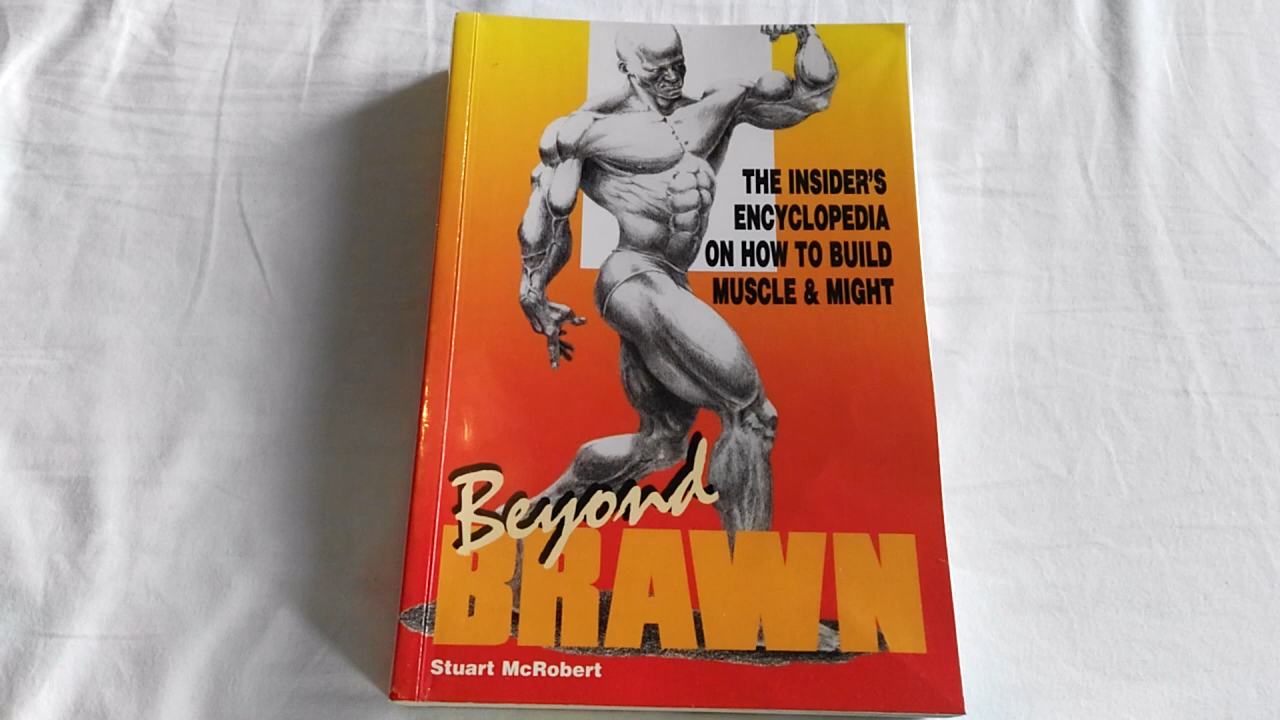 THE INSIDER'S
ENCYCLOPEDIA
ON HOW TO BUILD
MUSCLE & MIGHT
Beyond
BRAWN
Stuart McRobert